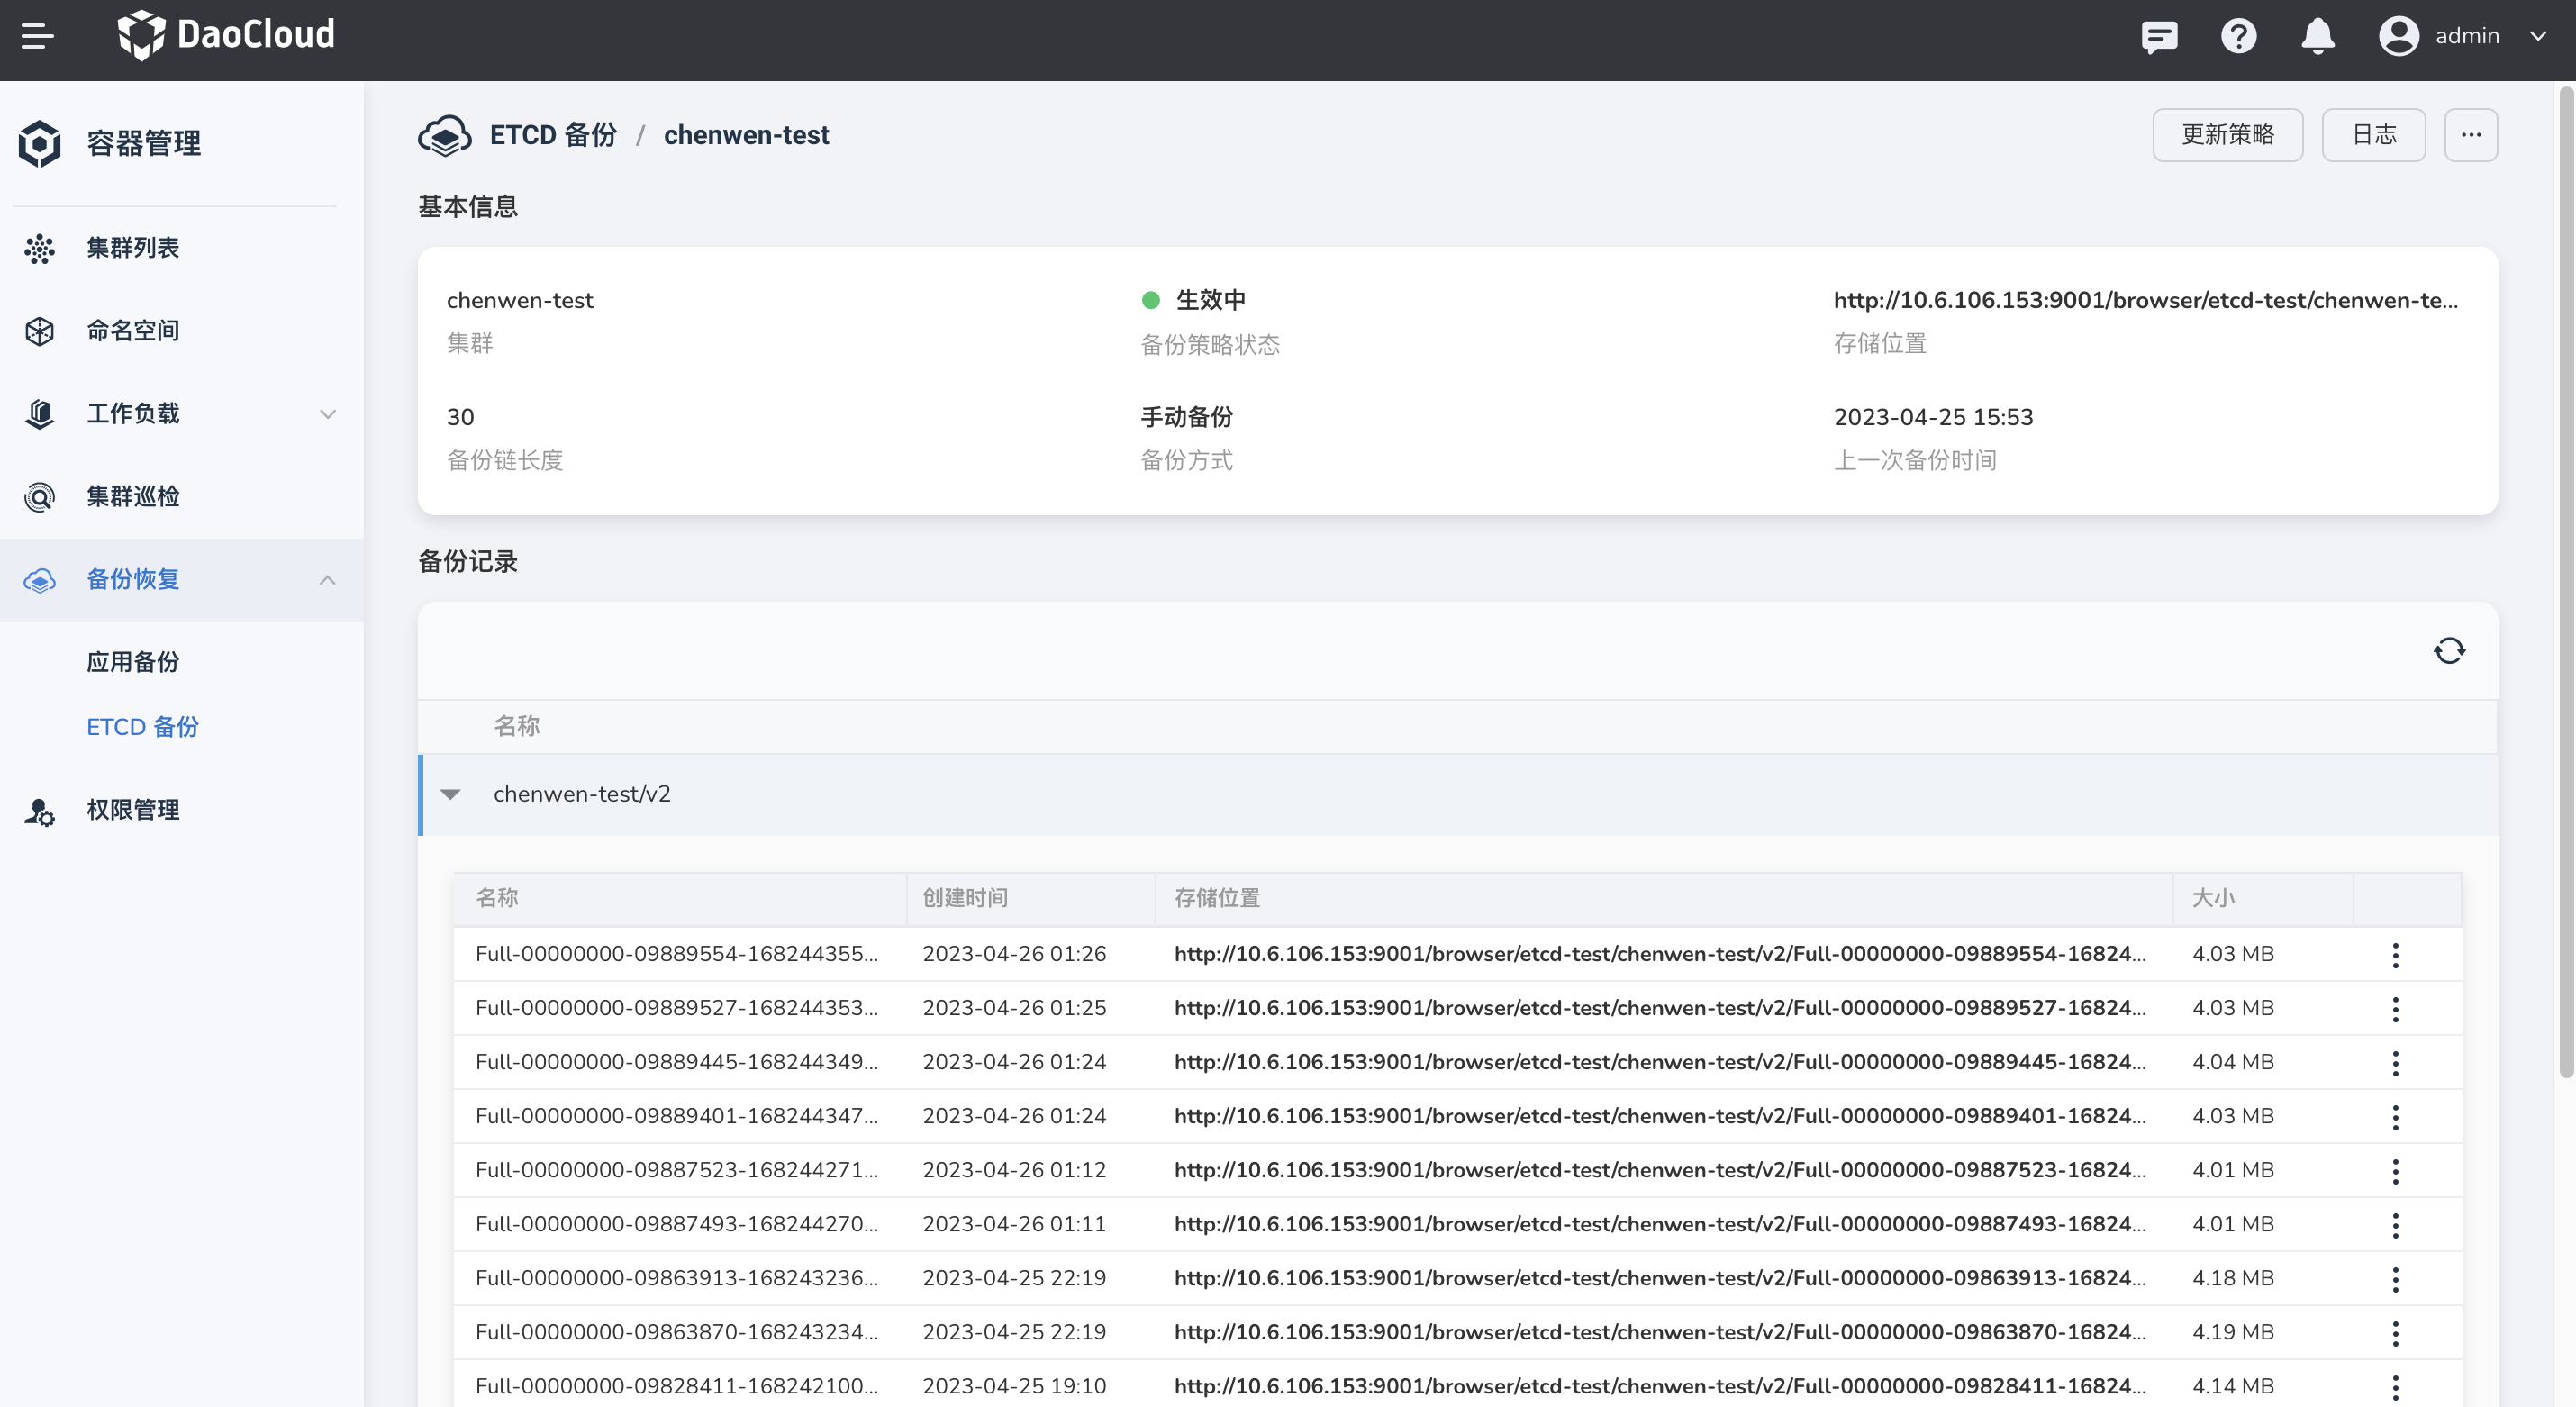 DaoCloud
admin
容器管理
集群列表
命名空间
工作负载
集群巡检
备份恢复
应用备份
ETCD 备份
权限管理
ETCD 备份 / chenwen-test
更新策略
日志
基本信息
chenwen-test
集群
生效中
备份策略状态
http://10.6.106.153:9001/browser/etcd-test/chenwen-te...
存储位置
30
备份链长度
手动备份
备份方式
2023-04-25 15:53
上一次备份时间
备份记录
名称
chenwen-test/v2
名称 创建时间 存储位置 大小
Full-00000000-09889554-168244355... 2023-04-26 01:26 http://10.6.106.153:9001/browser/etcd-test/chenwen-test/v2/Full-00000000-09889554-16824... 4.03 MB
Full-00000000-09889527-168244353... 2023-04-26 01:25 http://10.6.106.153:9001/browser/etcd-test/chenwen-test/v2/Full-00000000-09889527-16824... 4.03 MB
Full-00000000-09889445-168244349... 2023-04-26 01:24 http://10.6.106.153:9001/browser/etcd-test/chenwen-test/v2/Full-00000000-09889445-16824... 4.04 MB
Full-00000000-09889401-168244347... 2023-04-26 01:24 http://10.6.106.153:9001/browser/etcd-test/chenwen-test/v2/Full-00000000-09889401-16824... 4.03 MB
Full-00000000-09887523-168244271... 2023-04-26 01:12 http://10.6.106.153:9001/browser/etcd-test/chenwen-test/v2/Full-00000000-09887523-16824... 4.01 MB
Full-00000000-09887493-168244270... 2023-04-26 01:11 http://10.6.106.153:9001/browser/etcd-test/chenwen-test/v2/Full-00000000-09887493-16824... 4.01 MB
Full-00000000-09863913-168243236... 2023-04-25 22:19 http://10.6.106.153:9001/browser/etcd-test/chenwen-test/v2/Full-00000000-09863913-16824... 4.18 MB
Full-00000000-09863870-168243234... 2023-04-25 22:19 http://10.6.106.153:9001/browser/etcd-test/chenwen-test/v2/Full-00000000-09863870-16824... 4.19 MB
Full-00000000-09828411-168242100... 2023-04-25 19:10 http://10.6.106.153:9001/browser/etcd-test/chenwen-test/v2/Full-00000000-09828411-16824... 4.14 MB